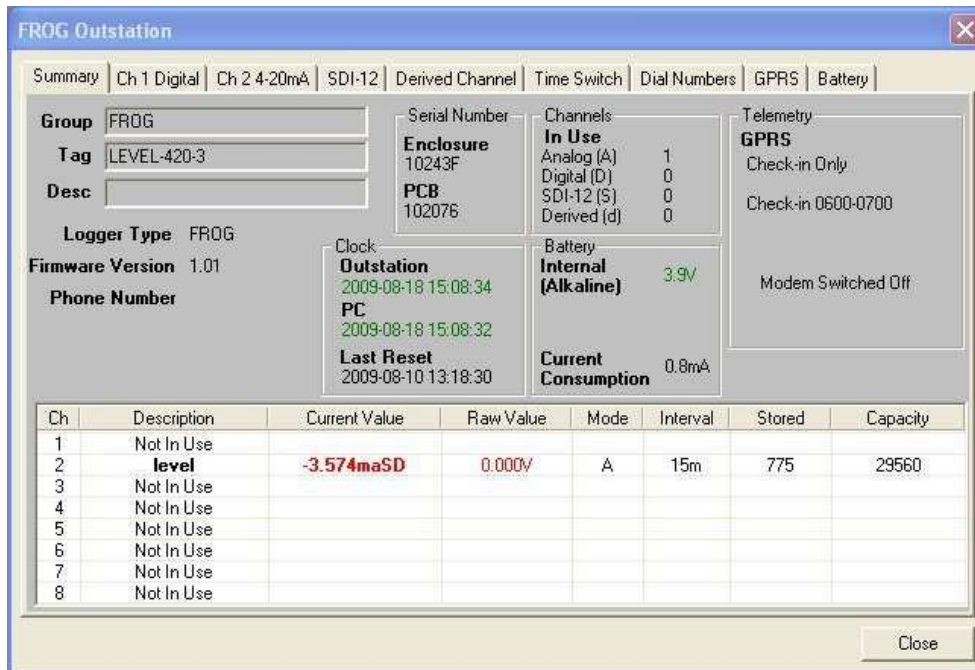 FROG Outstation
Summary Ch 1 Digital Ch 2 4-20mA SDI-12 Derived Channel Time Switch Dial Numbers GPRS Battery
Group FROG
Tag LEVEL-420-3
Desc
Logger Type FROG
Firmware Version 1.01
Phone Number
Serial Number
Enclosure
10243F
PCB
102076
Channels
In Use
Analog (A) 1
Digital (D) 0
SDI-12 (S) 0
Derived (d) 0
Telemetry
GPRS
Check-in Only
Check-in 0600-0700
Modem Switched Off
Clock
Outstation
2009-08-18 15:08:34
PC
2009-08-18 15:08:32
Last Reset
2009-08-10 13:18:30
Battery
Internal
(Alkaline) 3.9V
Current
Consumption 0.8mA
Ch Description Current Value Raw Value Mode Interval Stored Capacity
1 Not In Use
2 level -3.574maSD 0.000V A 15m 775 29560
3 Not In Use
4 Not In Use
5 Not In Use
6 Not In Use
7 Not In Use
8 Not In Use
Close